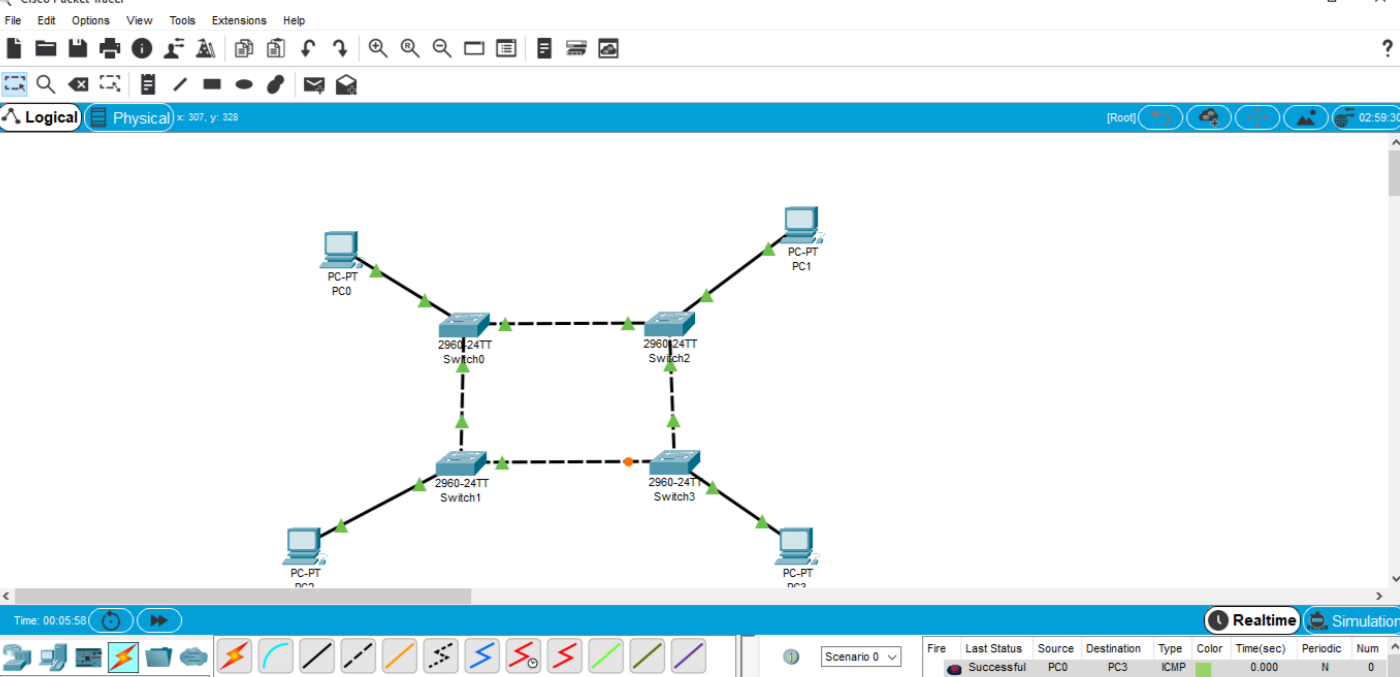 Cisco Packet Tracer
File Edit Options View Tools Extensions Help
?
Logical Physical x: 307, y: 328 [Root] 02:59:30
PC-PT
PC0
PC-PT
PC1
2960-24TT
Switch0
2960-24TT
Switch2
2960-24TT
Switch1
2960-24TT
Switch3
PC-PT
PC2
PC-PT
PC3
Time: 00:05:58 Realtime Simulation
Scenario 0
Fire Last Status Source Destination Type Color Time(sec) Periodic Num
Successful PC0 PC3 ICMP 0.000 N 0